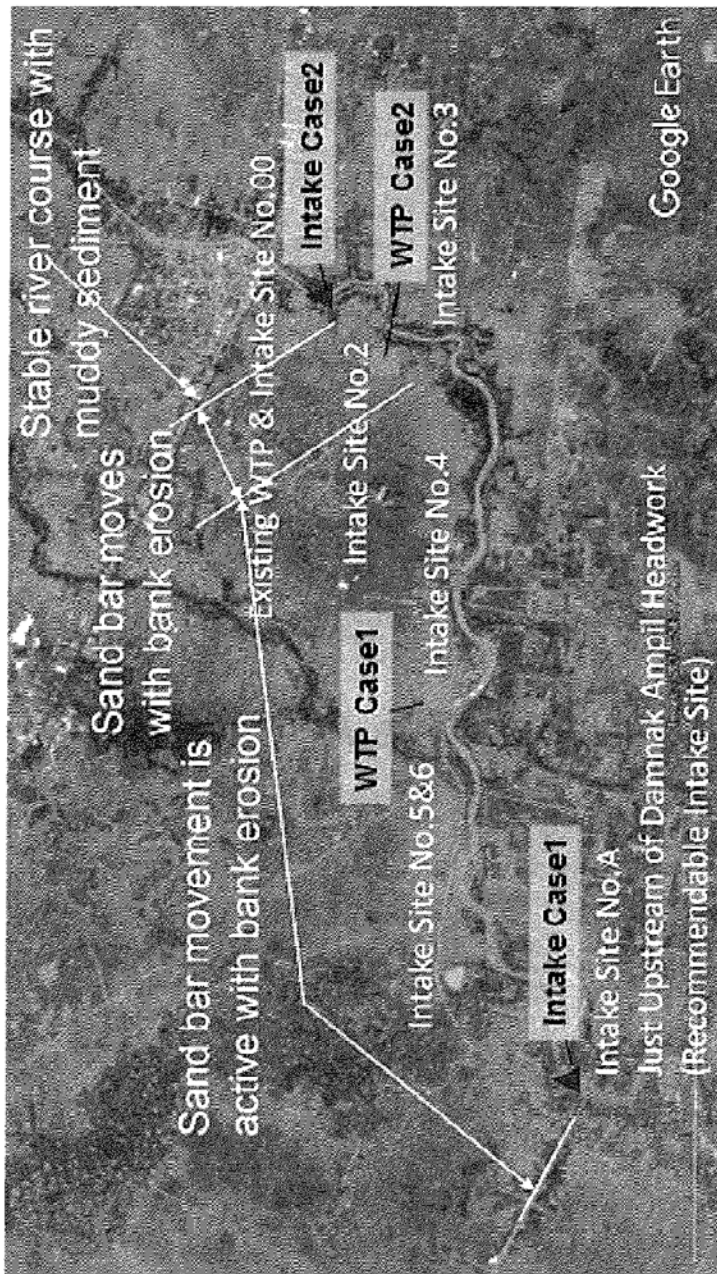 Stable river course with
muddy sediment
Sand bar moves
with bank erosion
Sand bar movement is
active with bank erosion
Existing WTP & Intake Site No.00
Intake Case2
Intake Site No.2
WTP Case2
Intake Site No.3
WTP Case1
Intake Site No.4
Intake Site No.5&6
Intake Case1
Intake Site No.A
Just Upstream of Damnak Ampil Headwork
(Recommendable Intake Site)
Google Earth